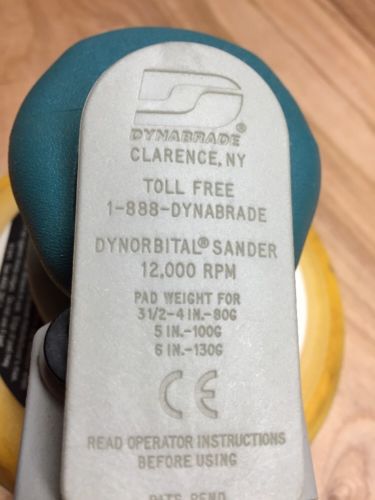 DYNABRADE®
CLARENCE, NY
TOLL FREE
1-888-DYNABRADE
DYNORBITAL® SANDER
12,000 RPM
PAD WEIGHT FOR
3 1/2-4 IN.-80G
5 IN.-100G
6 IN.-130G
CE
READ OPERATOR INSTRUCTIONS
BEFORE USING